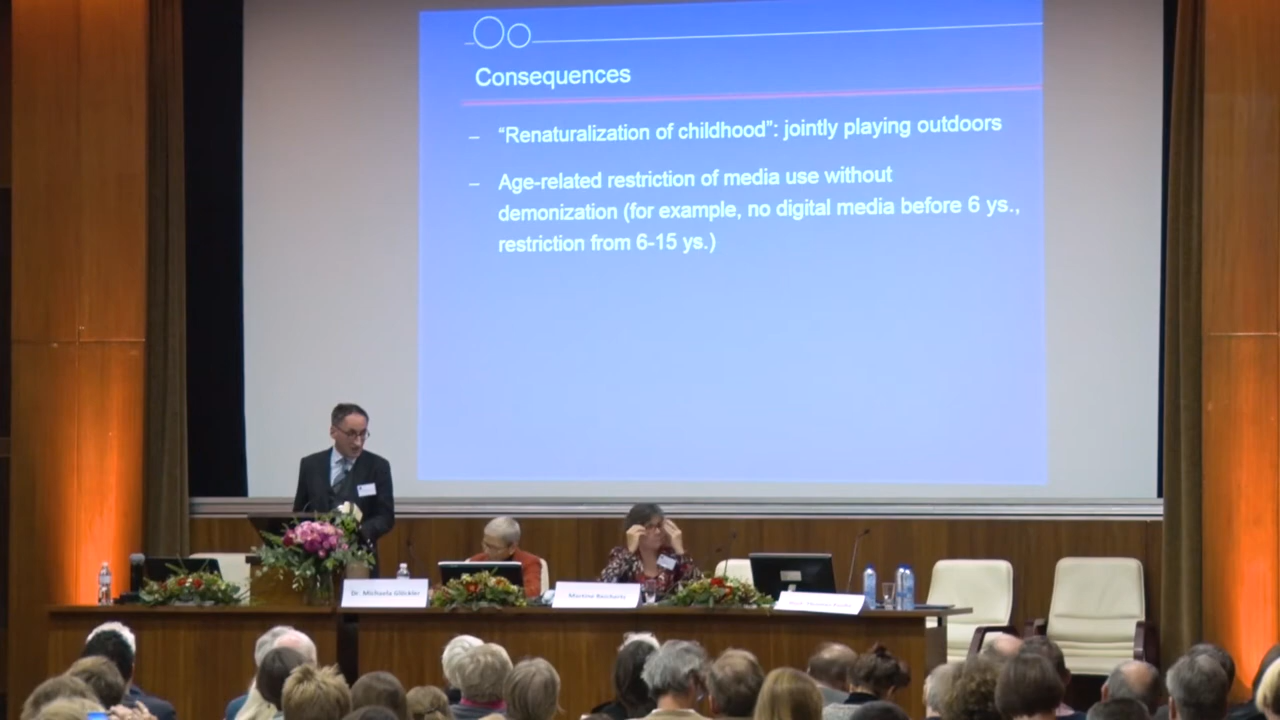 Consequences
– “Renaturalization of childhood”: jointly playing outdoors
– Age-related restriction of media use without
demonization (for example, no digital media before 6 ys.,
restriction from 6-15 ys.)
Dr. Michaela Glöckler
Martina